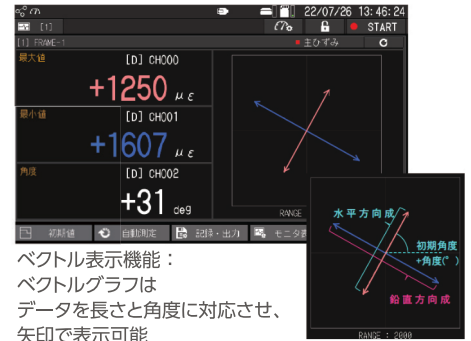 22/07/26 13:46:24
[1]
START
[1] FRAME-1
主ひずみ
最大値
[D] CH000
+1250 με
最小値
[D] CH001
+1607 με
角度
[D] CH002
+31 deg
RANGE
初期値
自動測定
記録・出力
モニタ
水平方向成
初期角度
+角度(°)
鉛直方向成
RANGE : 2000
ベクトル表示機能：
ベクトルグラフは
データを長さと角度に対応させ、
矢印で表示可能